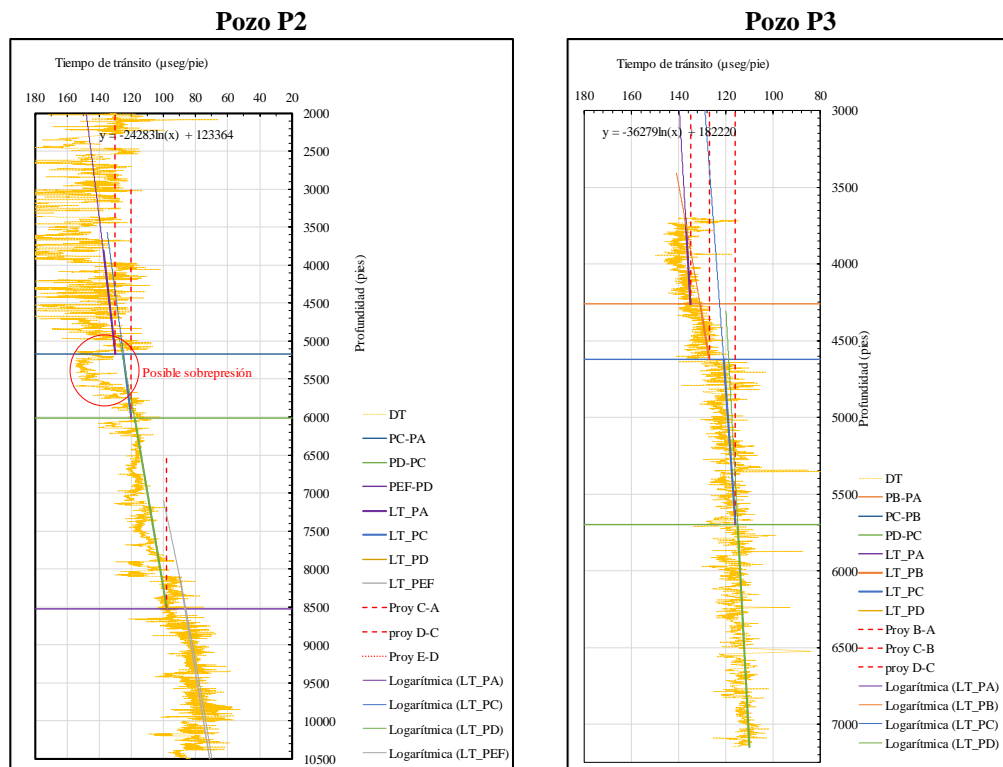 Pozo P2
Tiempo de tránsito (µseg/pie)
180 160 140 120 100 80 60 40 20
y = -24283ln(x) + 123364
2000
2500
3000
3500
4000
4500
5000
5500
6000
6500
7000
7500
8000
8500
9000
9500
10000
10500
Profundidad (pies)
Posible sobrepresión
DT
PC-PA
PD-PC
PEF-PD
LT_PA
LT_PC
LT_PD
LT_PEF
Proy C-A
proy D-C
Proy E-D
Logarítmica (LT_PA)
Logarítmica (LT_PC)
Logarítmica (LT_PD)
Logarítmica (LT_PEF)
Pozo P3
Tiempo de tránsito (µseg/pie)
180 160 140 120 100 80
y = -36279ln(x) + 182220
3000
3500
4000
4500
5000
5500
6000
6500
7000
Profundidad (pies)
DT
PB-PA
PC-PB
PD-PC
LT_PA
LT_PB
LT_PC
LT_PD
Proy B-A
Proy C-B
proy D-C
Logarítmica (LT_PA)
Logarítmica (LT_PB)
Logarítmica (LT_PC)
Logarítmica (LT_PD)